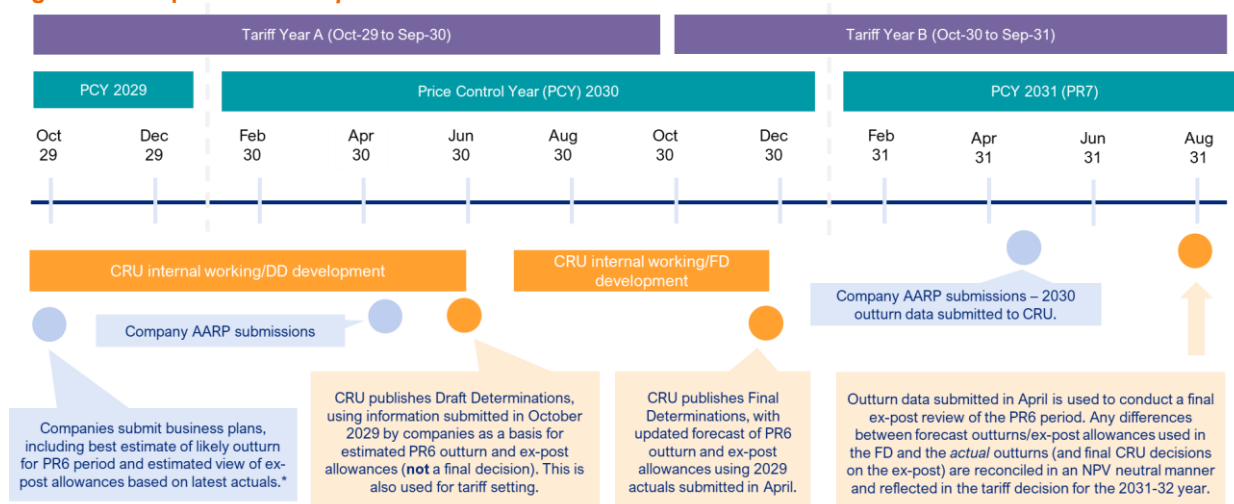 Tariff Year A (Oct-29 to Sep-30)
Tariff Year B (Oct-30 to Sep-31)
PCY 2029
Price Control Year (PCY) 2030
PCY 2031 (PR7)
Oct
29
Dec
29
Feb
30
Apr
30
Jun
30
Aug
30
Oct
30
Dec
30
Feb
31
Apr
31
Jun
31
Aug
31
CRU internal working/DD development
CRU internal working/FD
development
Company AARP submissions
Company AARP submissions – 2030
outturn data submitted to CRU.
Companies submit business plans,
including best estimate of likely outturn
for PR6 period and estimated view of ex-
post allowances based on latest actuals.*
CRU publishes Draft Determinations,
using information submitted in October
2029 by companies as a basis for
estimated PR6 outturn and ex-post
allowances (not a final decision). This is
also used for tariff setting.
CRU publishes Final
Determinations, with
updated forecast of PR6
outturn and ex-post
allowances using 2029
actuals submitted in April.
Outturn data submitted in April is used to conduct a final
ex-post review of the PR6 period. Any differences
between forecast outturns/ex-post allowances used in
the FD and the actual outturns (and final CRU decisions
on the ex-post) are reconciled in an NPV neutral manner
and reflected in the tariff decision for the 2031-32 year.